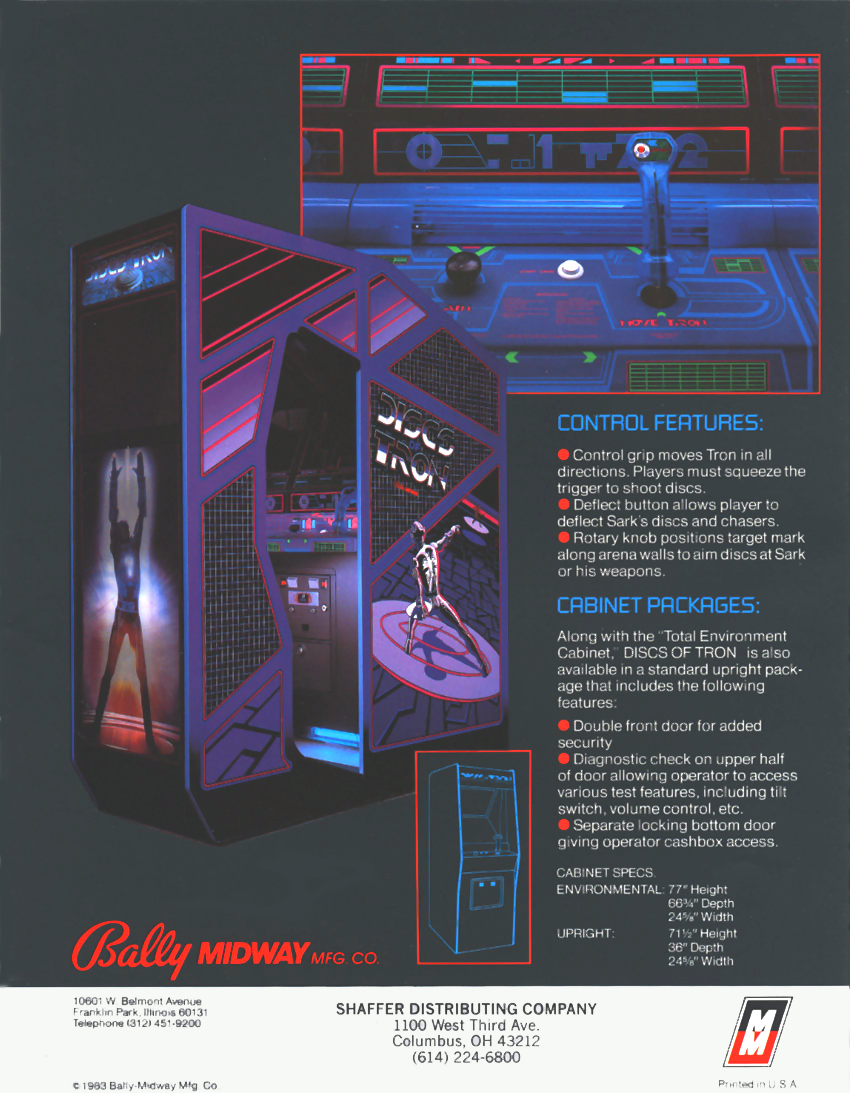 DISCS OF TRON
MOVE TRON
DISCS
OF
TRON
CONTROL FEATURES:
● Control grip moves Tron in all
directions. Players must squeeze the
trigger to shoot discs.
● Deflect button allows player to
deflect Sark's discs and chasers.
● Rotary knob positions target mark
along arena walls to aim discs at Sark
or his weapons.
CABINET PACKAGES:
Along with the "Total Environment
Cabinet," DISCS OF TRON is also
available in a standard upright pack-
age that includes the following
features:
● Double front door for added
security
● Diagnostic check on upper half
of door allowing operator to access
various test features, including tilt
switch, volume control, etc.
● Separate locking bottom door
giving operator cashbox access.
CABINET SPECS.
ENVIRONMENTAL: 77" Height
66¾" Depth
24⅝" Width
UPRIGHT: 71½" Height
36" Depth
24⅝" Width
Bally MIDWAY MFG. CO.
10601 W. Belmont Avenue
Franklin Park, Illinois 60131
Telephone (312) 451-9200
SHAFFER DISTRIBUTING COMPANY
1100 West Third Ave.
Columbus, OH 43212
(614) 224-6800
© 1983 Bally-Midway Mfg. Co.
MM
Printed in U.S.A.